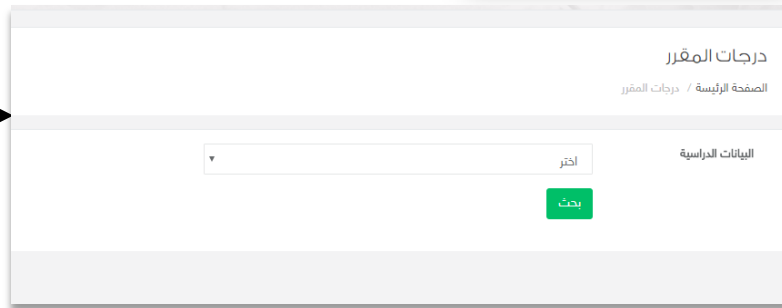 درجات المقرر
الصفحة الرئيسة / درجات المقرر
البيانات الدراسية
اختر
بحث